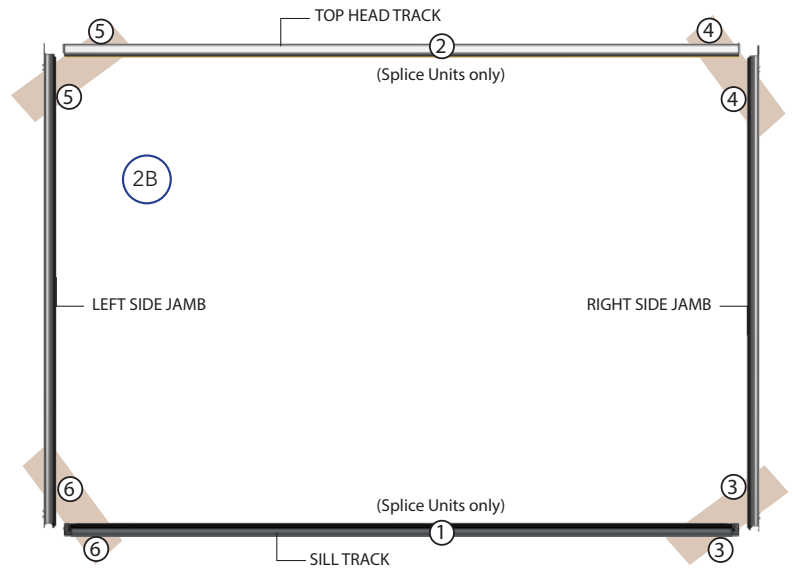 TOP HEAD TRACK
5
2
4
(Splice Units only)
5
4
2B
LEFT SIDE JAMB
RIGHT SIDE JAMB
6
(Splice Units only)
3
1
6
3
SILL TRACK